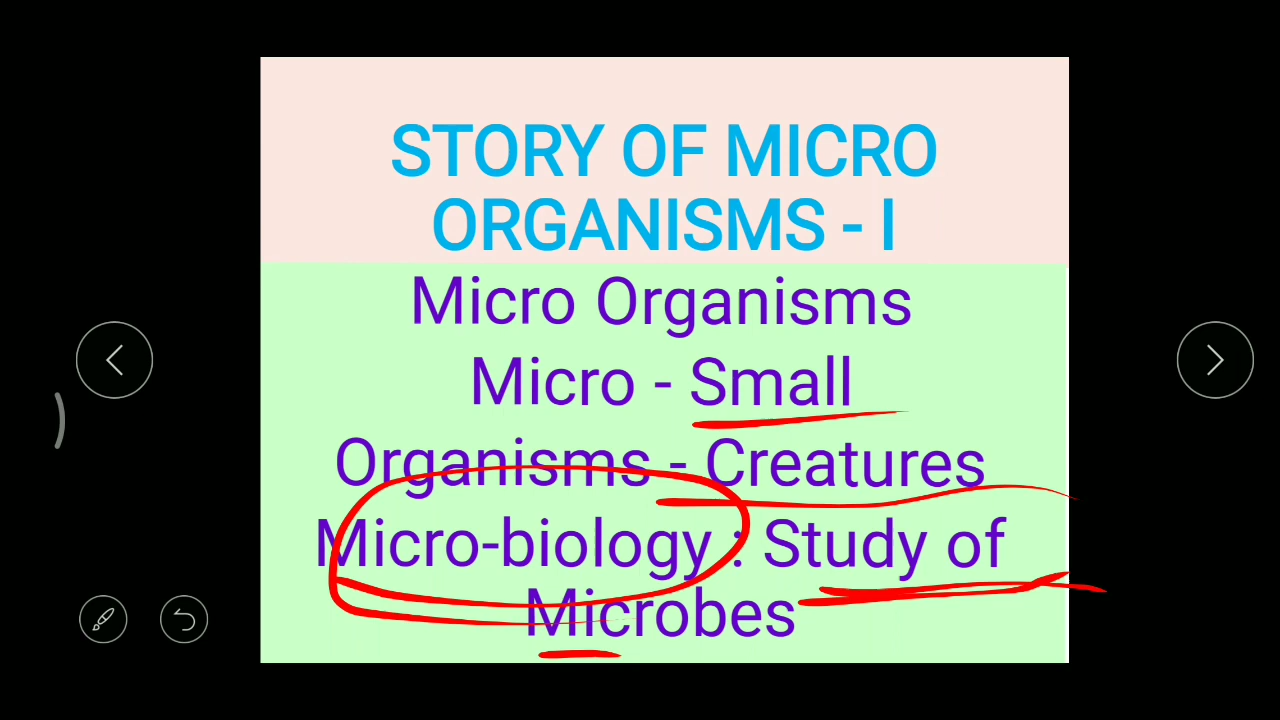 STORY OF MICRO
ORGANISMS - I
Micro Organisms
Micro - Small
Organisms - Creatures
Micro-biology : Study of
Microbes